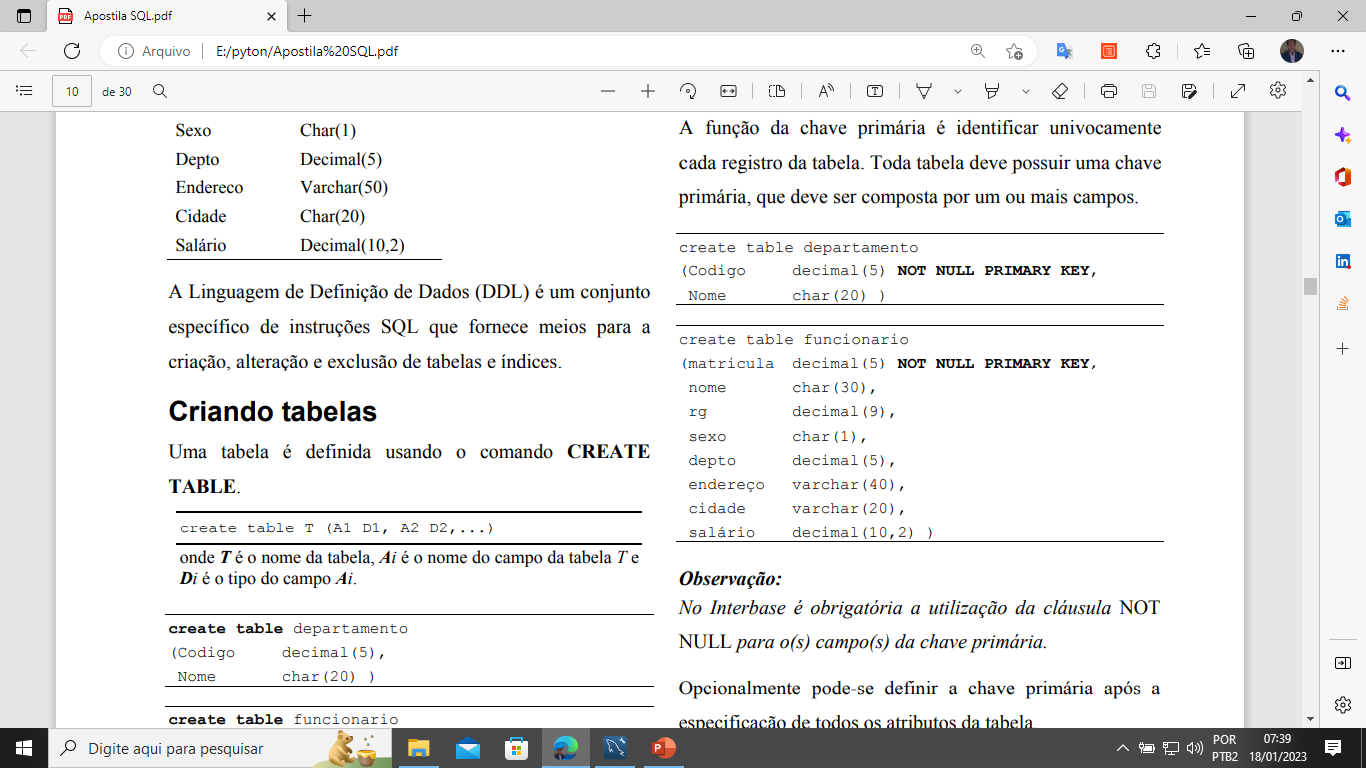 Apostila SQL.pdf
Arquivo
E:/pyton/Apostila%20SQL.pdf
10
de 30
Sexo Char(1)
Depto Decimal(5)
Endereco Varchar(50)
Cidade Char(20)
Salário Decimal(10,2)
A Linguagem de Definição de Dados (DDL) é um conjunto
específico de instruções SQL que fornece meios para a
criação, alteração e exclusão de tabelas e índices.
Criando tabelas
Uma tabela é definida usando o comando CREATE
TABLE.
create table T (A1 D1, A2 D2,...)
onde T é o nome da tabela, Ai é o nome do campo da tabela T e
Di é o tipo do campo Ai.
create table departamento
(Codigo decimal(5),
Nome char(20) )
create table funcionario
A função da chave primária é identificar univocamente
cada registro da tabela. Toda tabela deve possuir uma chave
primária, que deve ser composta por um ou mais campos.
create table departamento
(Codigo decimal(5) NOT NULL PRIMARY KEY,
Nome char(20) )
create table funcionario
(matricula decimal(5) NOT NULL PRIMARY KEY,
nome char(30),
rg decimal(9),
sexo char(1),
depto decimal(5),
endereço varchar(40),
cidade varchar(20),
salário decimal(10,2) )
Observação:
No Interbase é obrigatória a utilização da cláusula NOT
NULL para o(s) campo(s) da chave primária.
Opcionalmente pode-se definir a chave primária após a
especificação de todos os atributos da tabela.
Digite aqui para pesquisar
POR
PTB2
07:39
18/01/2023